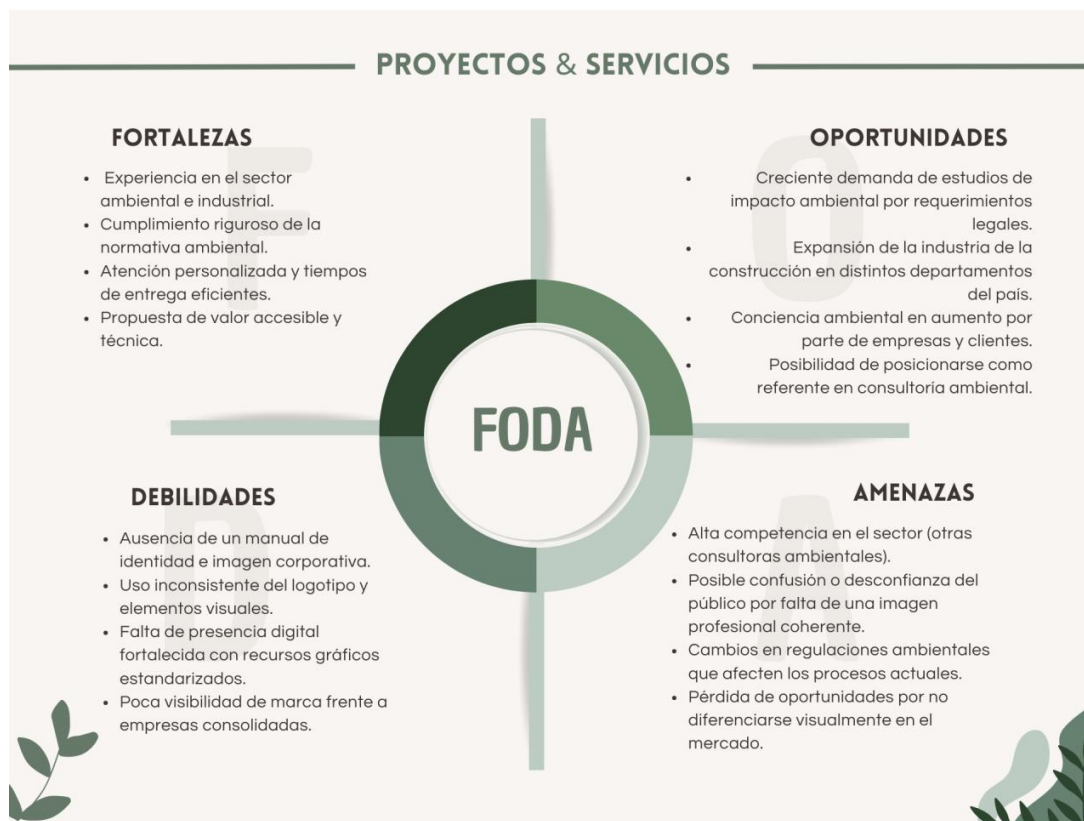 PROYECTOS & SERVICIOS
FORTALEZAS
• Experiencia en el sector
ambiental e industrial.
• Cumplimiento riguroso de la
normativa ambiental.
• Atención personalizada y tiempos
de entrega eficientes.
• Propuesta de valor accesible y
técnica.
F
OPORTUNIDADES
• Creciente demanda de estudios de
impacto ambiental por requerimientos
legales.
• Expansión de la industria de la
construcción en distintos departamentos
del país.
• Conciencia ambiental en aumento por
parte de empresas y clientes.
• Posibilidad de posicionarse como
referente en consultoría ambiental.
O
FODA
DEBILIDADES
• Ausencia de un manual de
identidad e imagen corporativa.
• Uso inconsistente del logotipo y
elementos visuales.
• Falta de presencia digital
fortalecida con recursos gráficos
estandarizados.
• Poca visibilidad de marca frente a
empresas consolidadas.
D
AMENAZAS
• Alta competencia en el sector (otras
consultoras ambientales).
• Posible confusión o desconfianza del
público por falta de una imagen
profesional coherente.
• Cambios en regulaciones ambientales
que afecten los procesos actuales.
• Pérdida de oportunidades por no
diferenciarse visualmente en el
mercado.
A